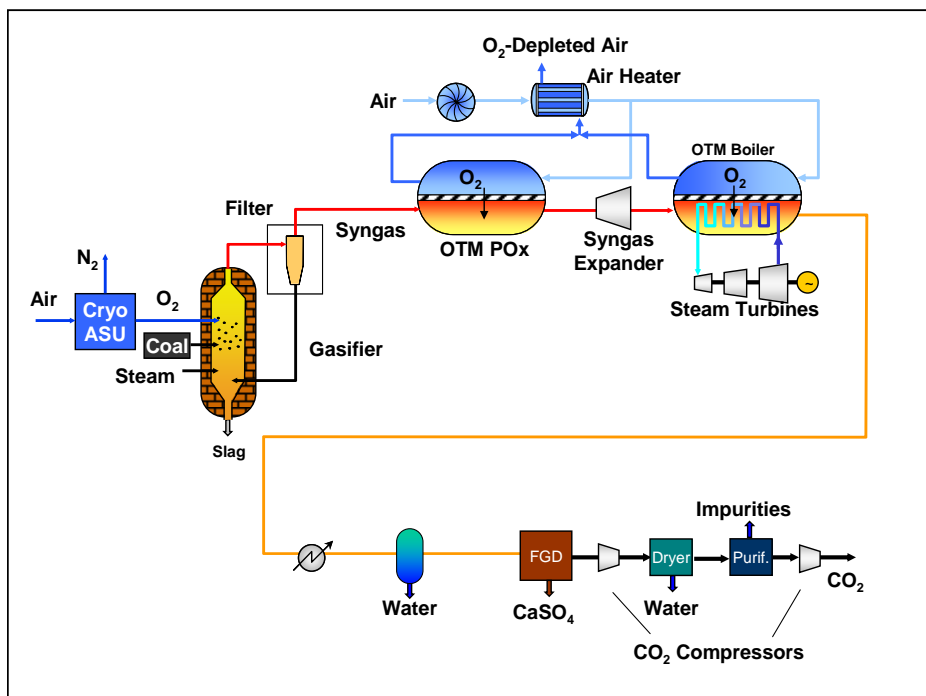 O₂-Depleted Air
Air Heater
Air
OTM Boiler
O₂
O₂
Filter
Syngas
OTM POx
Syngas
Expander
N₂
Air
O₂
Cryo
ASU
Steam Turbines
~
Coal
Gasifier
Steam
Slag
Impurities
FGD
Dryer
Purif.
CO₂
Water
CaSO₄
Water
CO₂ Compressors